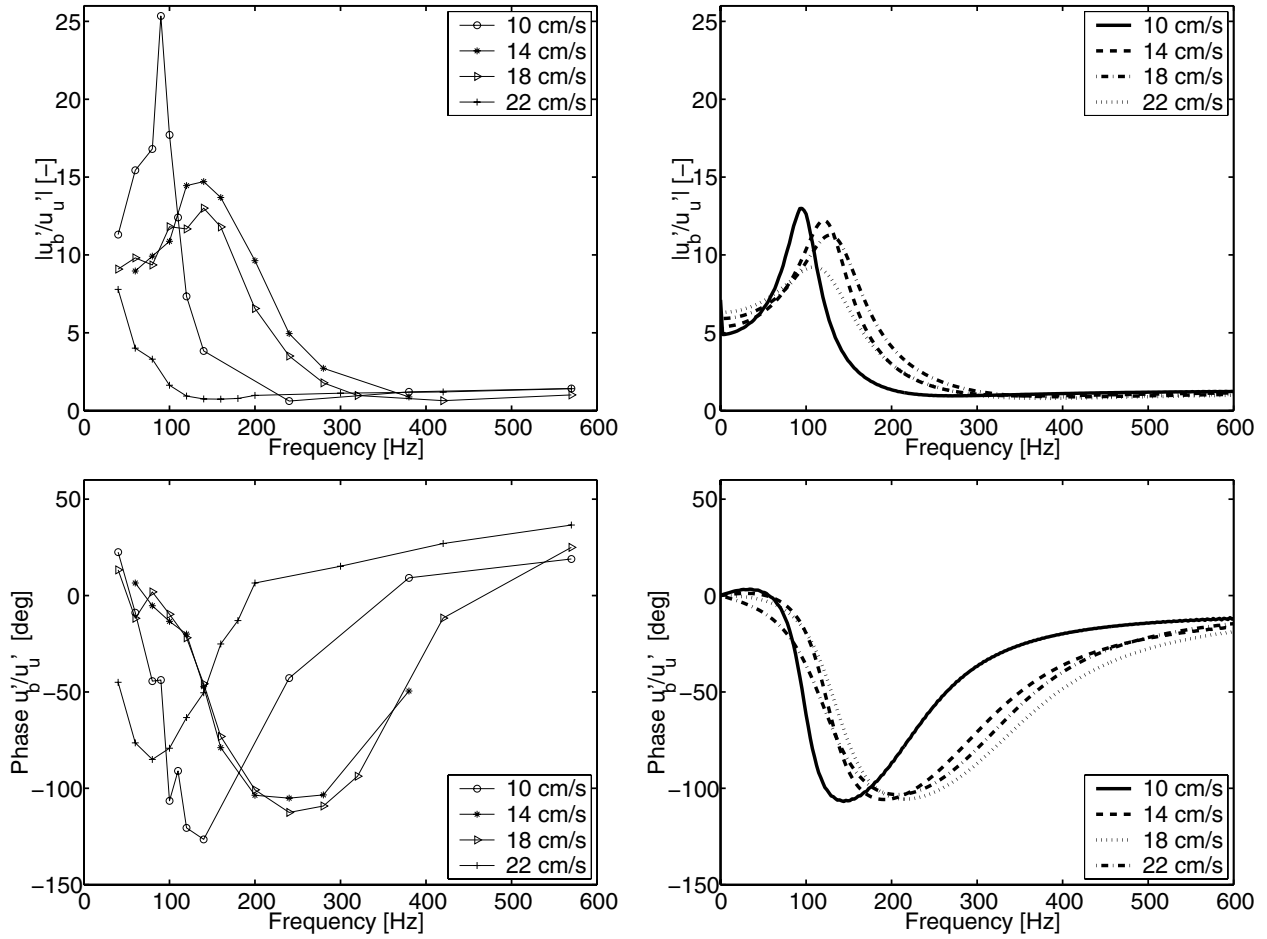 25
20
15
10
5
0
0 100 200 300 400 500 600
Frequency [Hz]
|u_b'/u_u'| [-]
10 cm/s
14 cm/s
18 cm/s
22 cm/s
25
20
15
10
5
0
0 100 200 300 400 500 600
Frequency [Hz]
|u_b'/u_u'| [-]
10 cm/s
14 cm/s
18 cm/s
22 cm/s
50
0
−50
−100
−150
0 100 200 300 400 500 600
Frequency [Hz]
Phase u_b'/u_u' [deg]
10 cm/s
14 cm/s
18 cm/s
22 cm/s
50
0
−50
−100
−150
0 100 200 300 400 500 600
Frequency [Hz]
Phase u_b'/u_u' [deg]
10 cm/s
14 cm/s
18 cm/s
22 cm/s